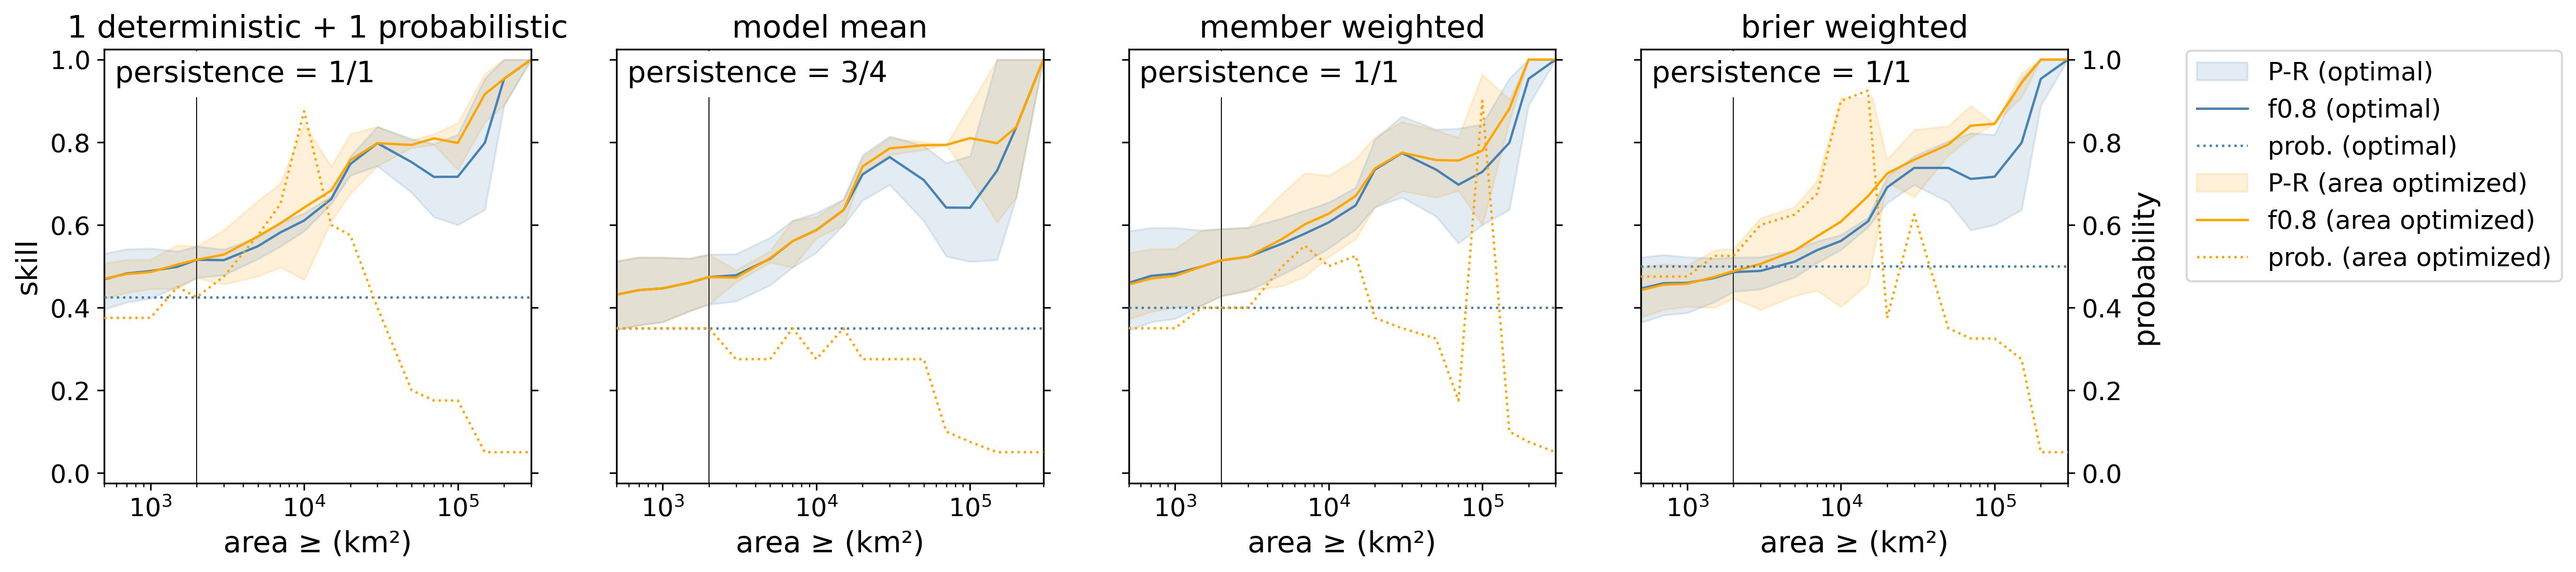 1 deterministic + 1 probabilistic
model mean
member weighted
brier weighted
persistence = 1/1
persistence = 3/4
persistence = 1/1
persistence = 1/1
skill
1.0
0.8
0.6
0.4
0.2
0.0
10³
10⁴
10⁵
area ≥ (km²)
10³
10⁴
10⁵
area ≥ (km²)
10³
10⁴
10⁵
area ≥ (km²)
10³
10⁴
10⁵
area ≥ (km²)
1.0
0.8
0.6
0.4
0.2
0.0
probability
P-R (optimal)
f0.8 (optimal)
prob. (optimal)
P-R (area optimized)
f0.8 (area optimized)
prob. (area optimized)